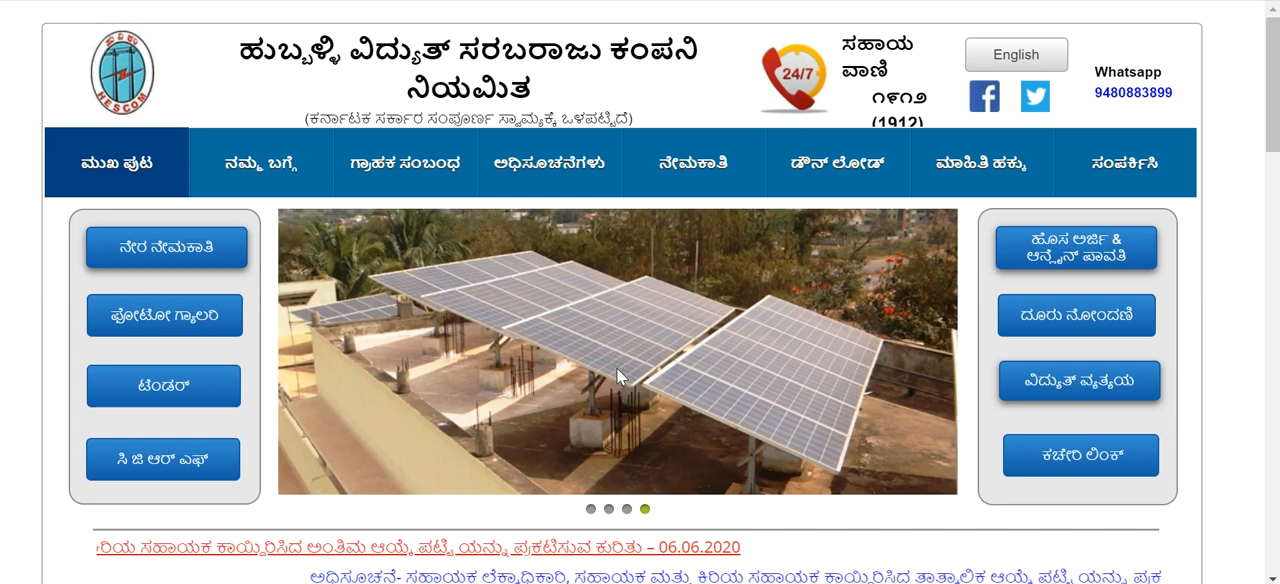 ಹು ವಿ ಸ ಕಂ
HESCOM
ಹುಬ್ಬಳ್ಳಿ ವಿದ್ಯುತ್ ಸರಬರಾಜು ಕಂಪನಿ
ನಿಯಮಿತ
(ಕರ್ನಾಟಕ ಸರ್ಕಾರ ಸಂಪೂರ್ಣ ಸ್ವಾಮ್ಯಕ್ಕೆ ಒಳಪಟ್ಟಿದೆ)
24/7
ಸಹಾಯ
ವಾಣಿ
೧೯೧೨
(1912)
English
Whatsapp
9480883899
ಮುಖ ಪುಟ
ನಮ್ಮ ಬಗ್ಗೆ
ಗ್ರಾಹಕ ಸಂಬಂಧ
ಅಧಿಸೂಚನೆಗಳು
ನೇಮಕಾತಿ
ಡೌನ್ ಲೋಡ್
ಮಾಹಿತಿ ಹಕ್ಕು
ಸಂಪರ್ಕಿಸಿ
ನೇರ ನೇಮಕಾತಿ
ಫೋಟೋ ಗ್ಯಾಲರಿ
ಟೆಂಡರ್
ಸಿ ಜಿ ಆರ್ ಎಫ್
ಹೊಸ ಅರ್ಜಿ &
ಆನ್ಲೈನ್ ಪಾವತಿ
ದೂರು ನೋಂದಣಿ
ವಿದ್ಯುತ್ ವ್ಯತ್ಯಯ
ಕಚೇರಿ ಲಿಂಕ್
ರಿಯ ಸಹಾಯಕ ಕಾಯ್ದಿರಿಸಿದ ಅಂತಿಮ ಆಯ್ಕೆ ಪಟ್ಟಿಯನ್ನು ಪ್ರಕಟಿಸುವ ಕುರಿತು – 06.06.2020
ಅಧಿಸೂಚನೆ- ಸಹಾಯಕ ಲೆಕ್ಕಾಧಿಕಾರಿ, ಸಹಾಯಕ ಮತ್ತು ಕಿರಿಯ ಸಹಾಯಕ ಕಾಯ್ದಿರಿಸಿದ ತಾತ್ಕಾಲಿಕ ಆಯ್ಕೆ ಪಟ್ಟಿಯನ್ನು ಪ್ರಕ